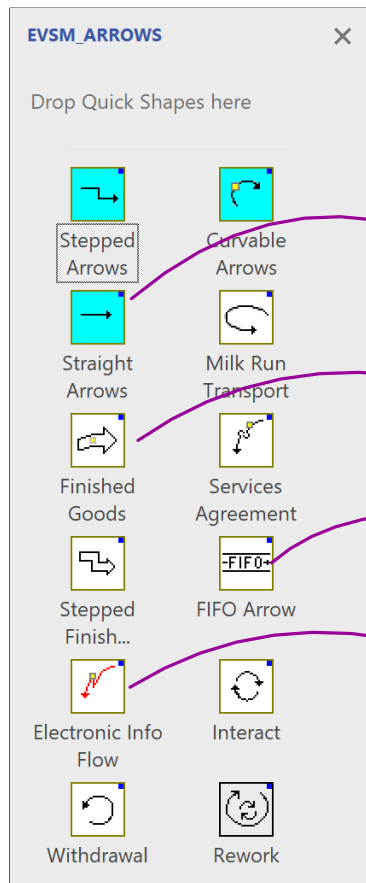 EVSM_ARROWS
Drop Quick Shapes here
Stepped
Arrows
Curvable
Arrows
Straight
Arrows
Milk Run
Transport
Finished
Goods
Services
Agreement
-FIFO→
Stepped
Finish...
FIFO Arrow
Electronic Info
Flow
Interact
Withdrawal
Rework